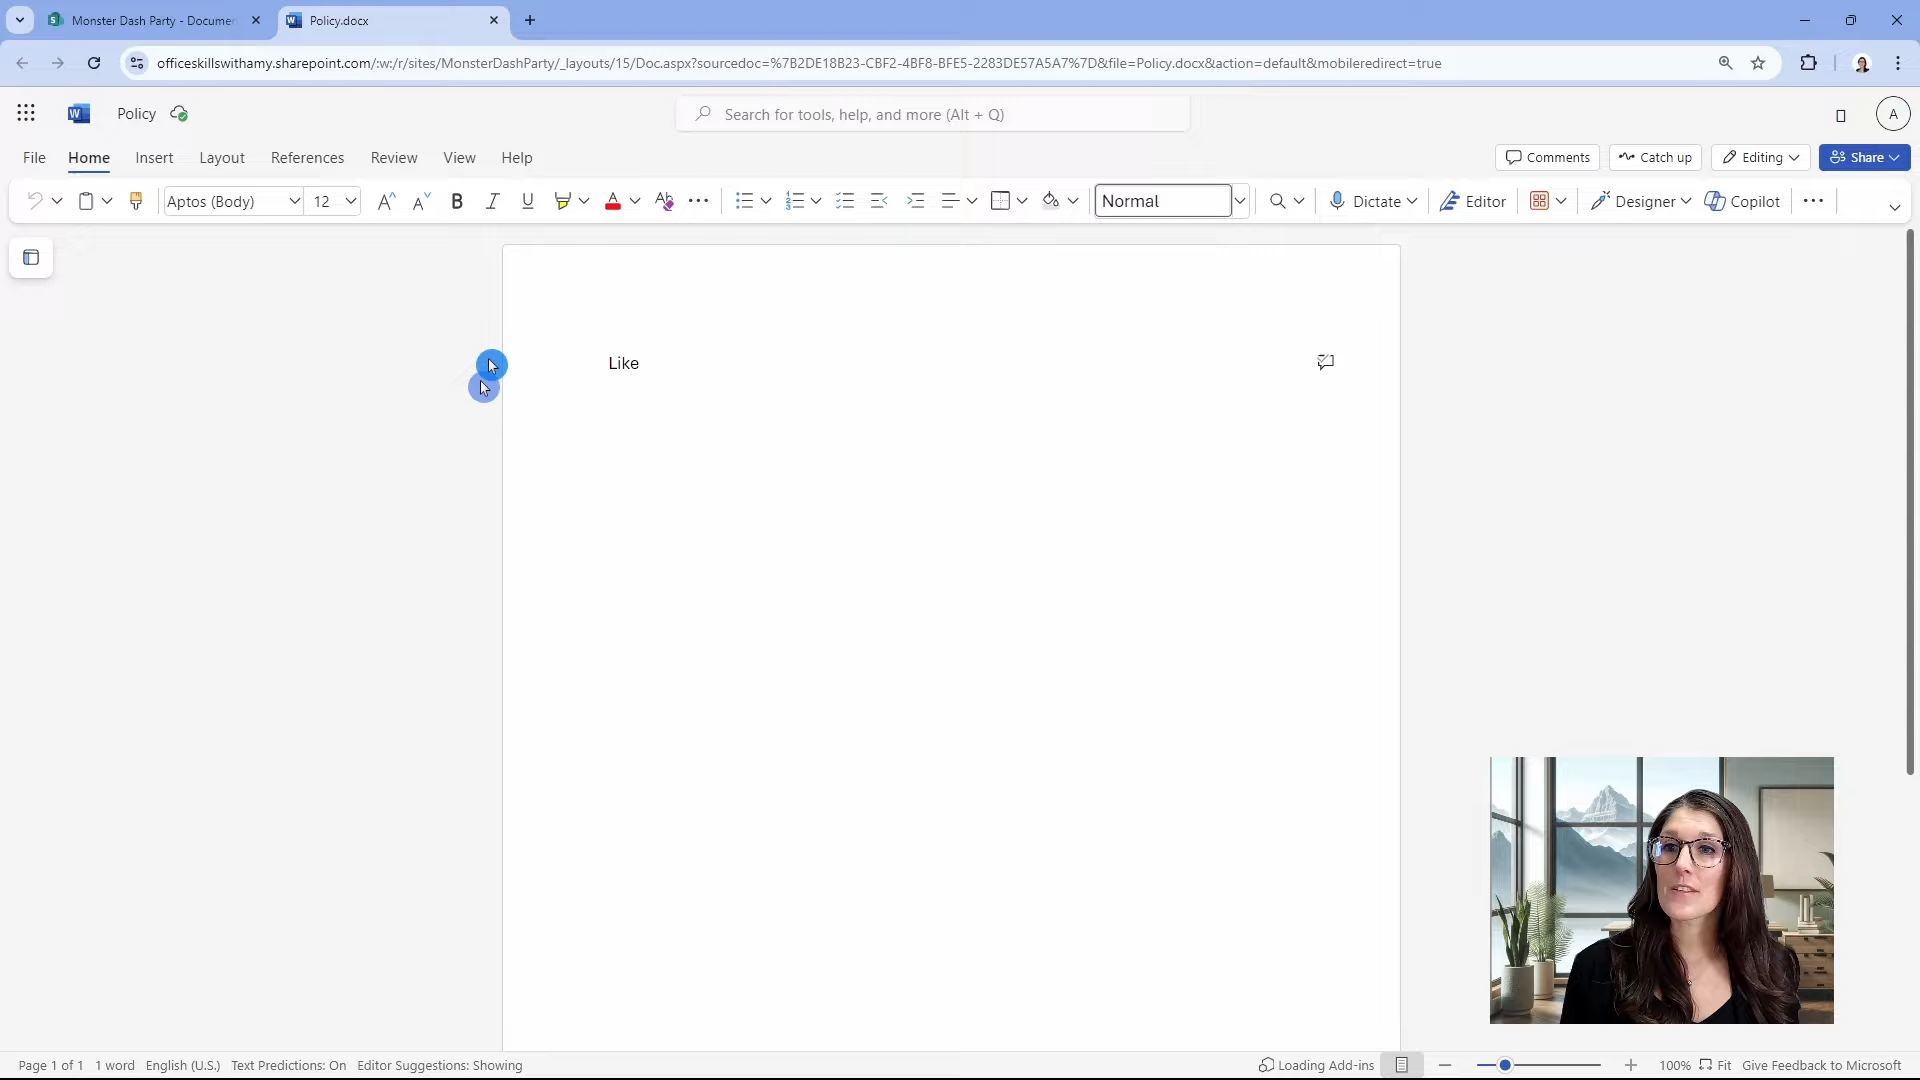 Monster Dash Party - Documen
Policy.docx
officeskillswithamy.sharepoint.com/:w:/r/sites/MonsterDashParty/_layouts/15/Doc.aspx?sourcedoc=%7B2DE18B23-CBF2-4BF8-BFE5-2283DE57A5A7%7D&file=Policy.docx&action=default&mobileredirect=true
Policy
Search for tools, help, and more (Alt + Q)
A
File Home Insert Layout References Review View Help
Comments Catch up Editing Share
Aptos (Body) 12 Normal Dictate Editor Designer Copilot
Like
Page 1 of 1 1 word English (U.S.) Text Predictions: On Editor Suggestions: Showing
Loading Add-ins 100% Fit Give Feedback to Microsoft